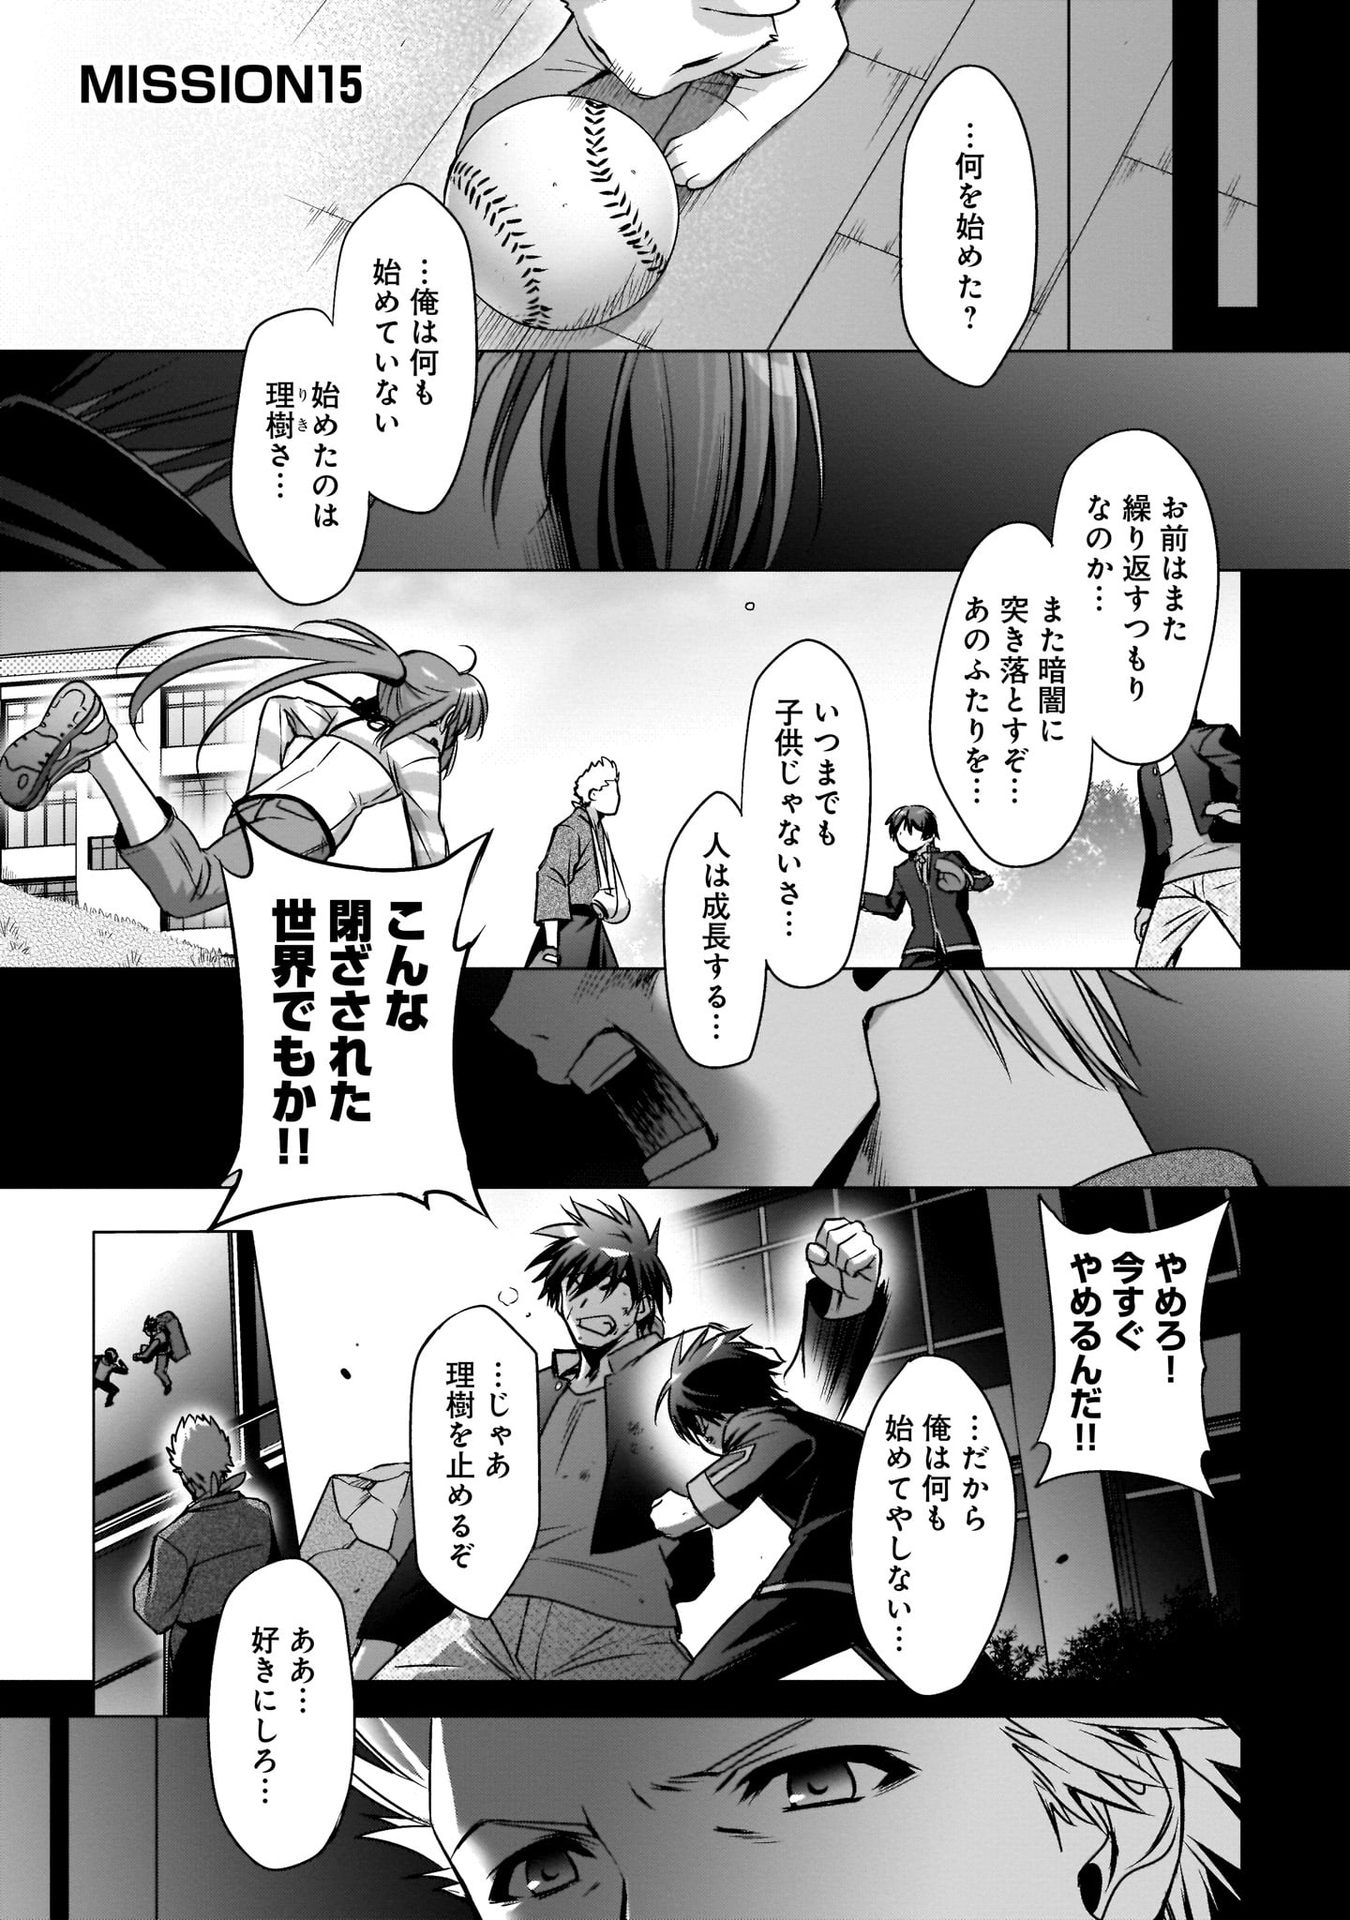 MISSION15
…何を始めた?
…俺は何も
始めていない
始めたのは
理樹さ…
りき
お前はまた
繰り返すつもり
なのか…
また暗闇に
突き落とすぞ…
あのふたりを…
いつまでも
子供じゃないさ…
人は成長する…
こんな
閉ざされた
世界でもか!!
やめろ!
今すぐ
やめるんだ!!
…だから
俺は何も
始めてやしない…
…じゃあ
理樹を止めるぞ
ああ…
好きにしろ…